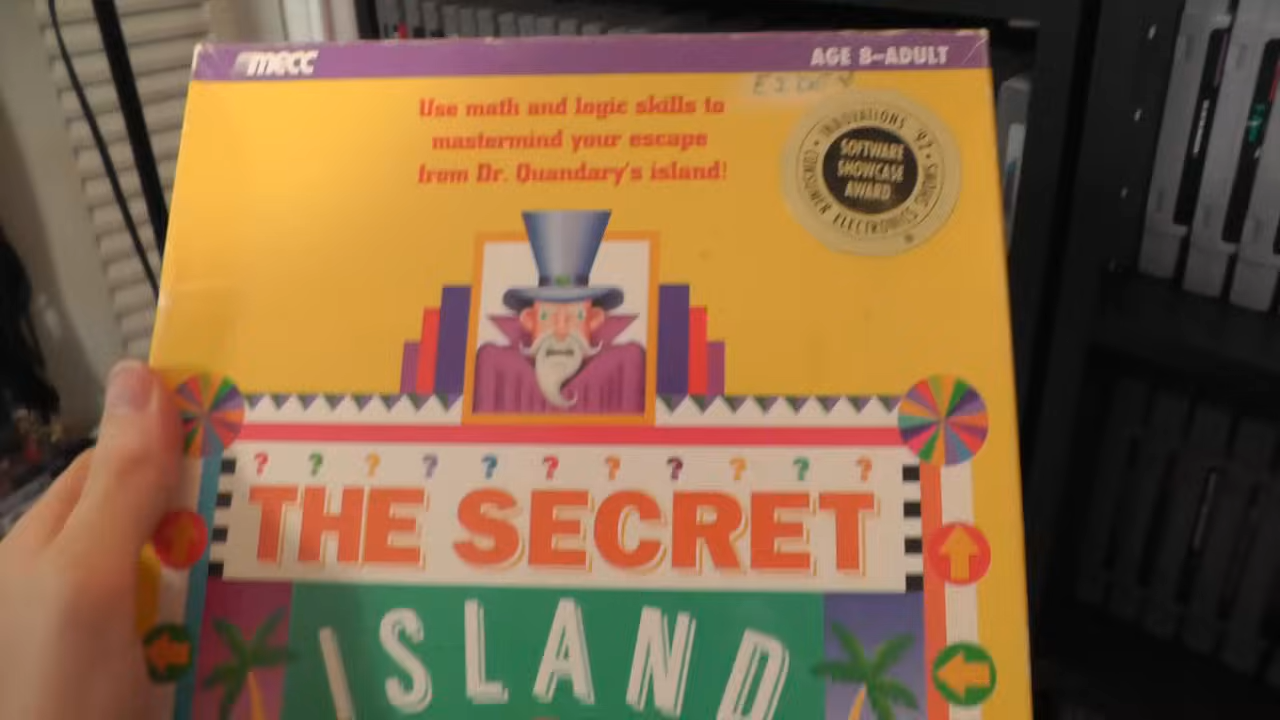 mecc
AGE 8-ADULT
Use math and logic skills to
mastermind your escape
from Dr. Quandary's island!
INNOVATIONS '92
SOFTWARE
SHOWCASE
AWARD
CONSUMER ELECTRONICS SHOWS
? ? ? ? ? ? ? ? ? ? ?
THE SECRET
ISLAND